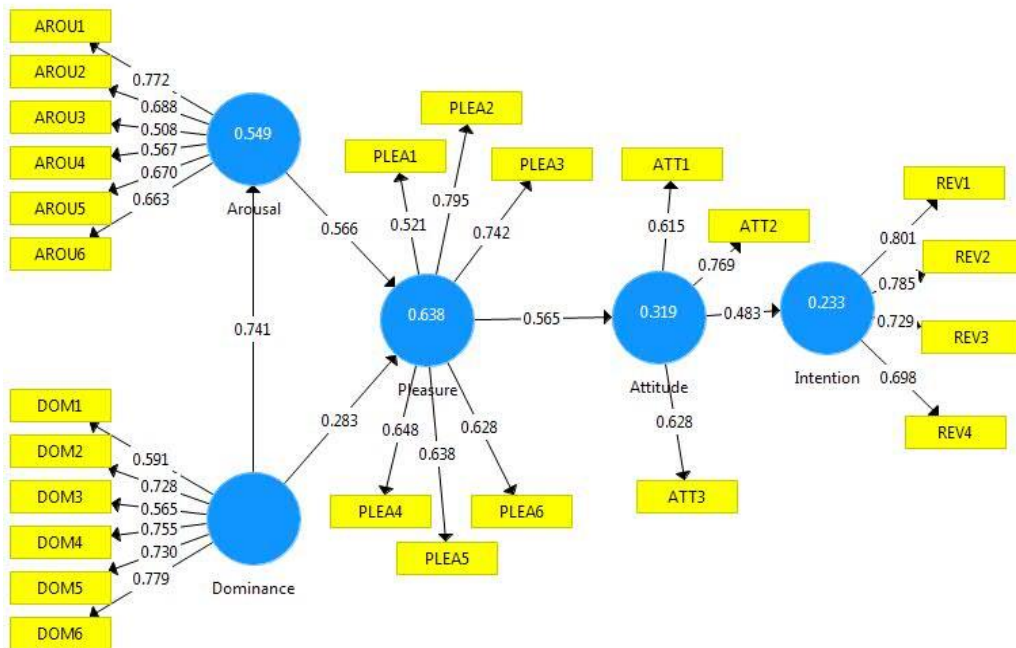 AROU1
AROU2
AROU3
AROU4
AROU5
AROU6
0.772
0.688
0.508
0.567
0.670
0.663
0.549
Arousal
0.741
0.566
DOM1
DOM2
DOM3
DOM4
DOM5
DOM6
0.591
0.728
0.565
0.755
0.730
0.779
Dominance
0.283
PLEA1
PLEA2
PLEA3
0.521
0.795
0.742
0.638
Pleasure
0.648
0.638
0.628
PLEA4
PLEA5
PLEA6
0.565
ATT1
ATT2
0.615
0.769
0.319
Attitude
0.628
ATT3
0.483
0.233
Intention
REV1
REV2
REV3
REV4
0.801
0.785
0.729
0.698